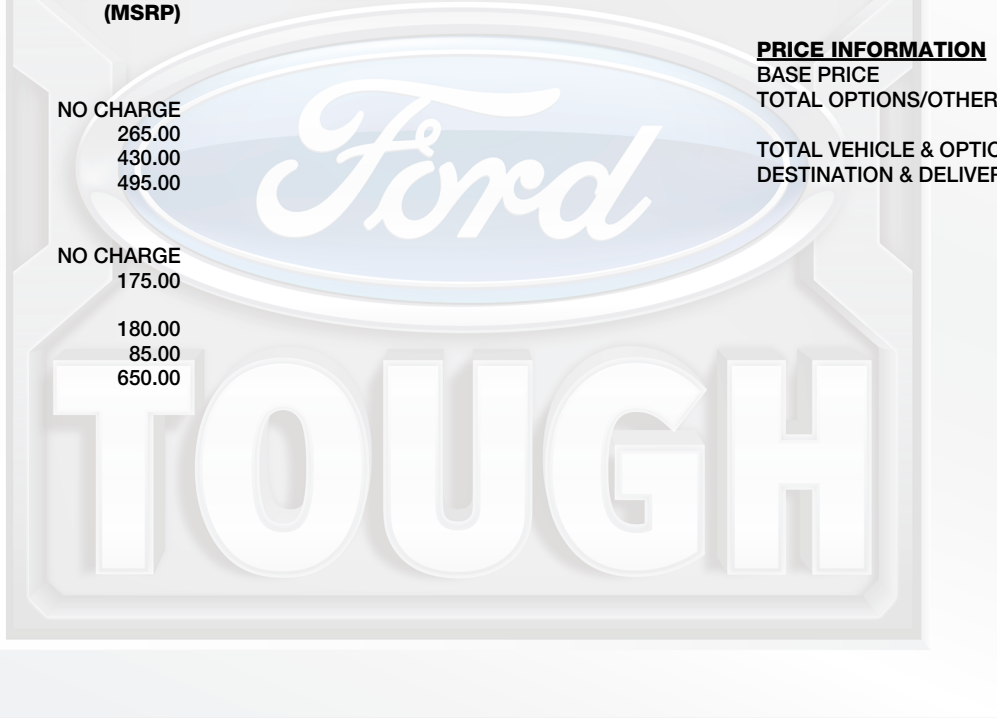 (MSRP)
NO CHARGE
265.00
430.00
495.00
NO CHARGE
175.00
180.00
85.00
650.00
PRICE INFORMATION
BASE PRICE
TOTAL OPTIONS/OTHER
TOTAL VEHICLE & OPTIO
DESTINATION & DELIVER
Ford
TOUGH